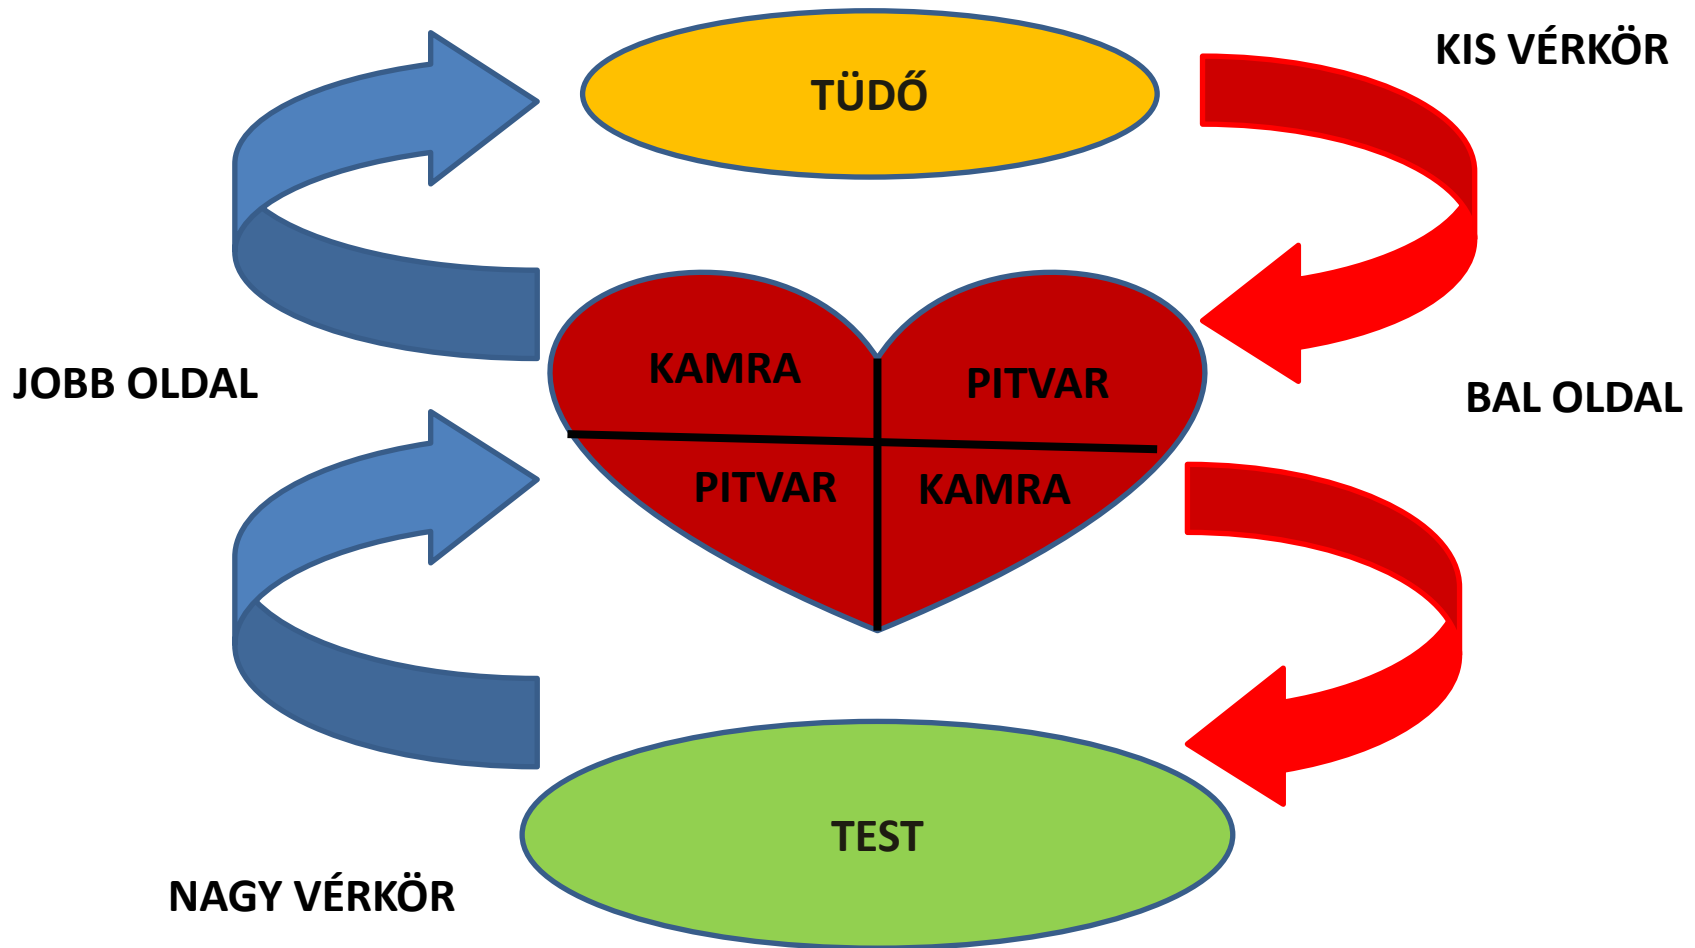 KIS VÉRKÖR
TÜDŐ
KAMRA
PITVAR
JOBB OLDAL
BAL OLDAL
PITVAR
KAMRA
TEST
NAGY VÉRKÖR